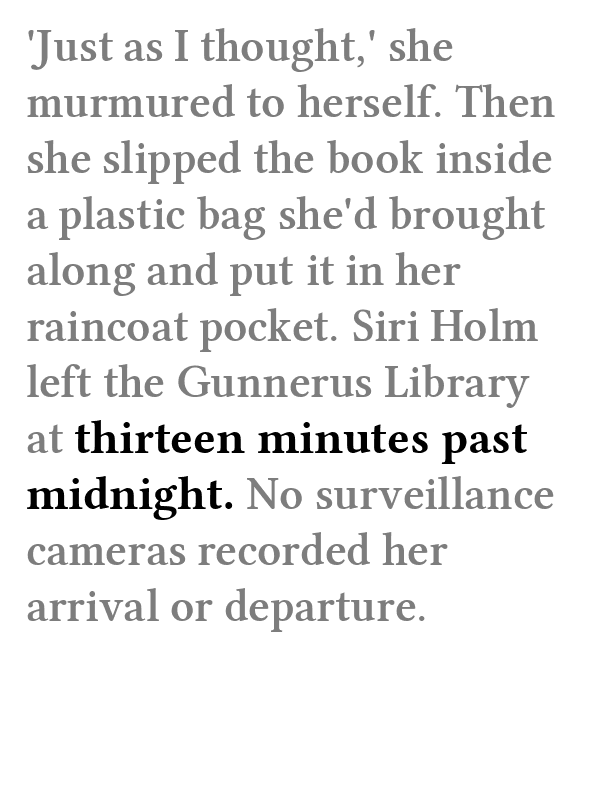 'Just as I thought,' she
murmured to herself. Then
she slipped the book inside
a plastic bag she'd brought
along and put it in her
raincoat pocket. Siri Holm
left the Gunnerus Library
at thirteen minutes past
midnight. No surveillance
cameras recorded her
arrival or departure.